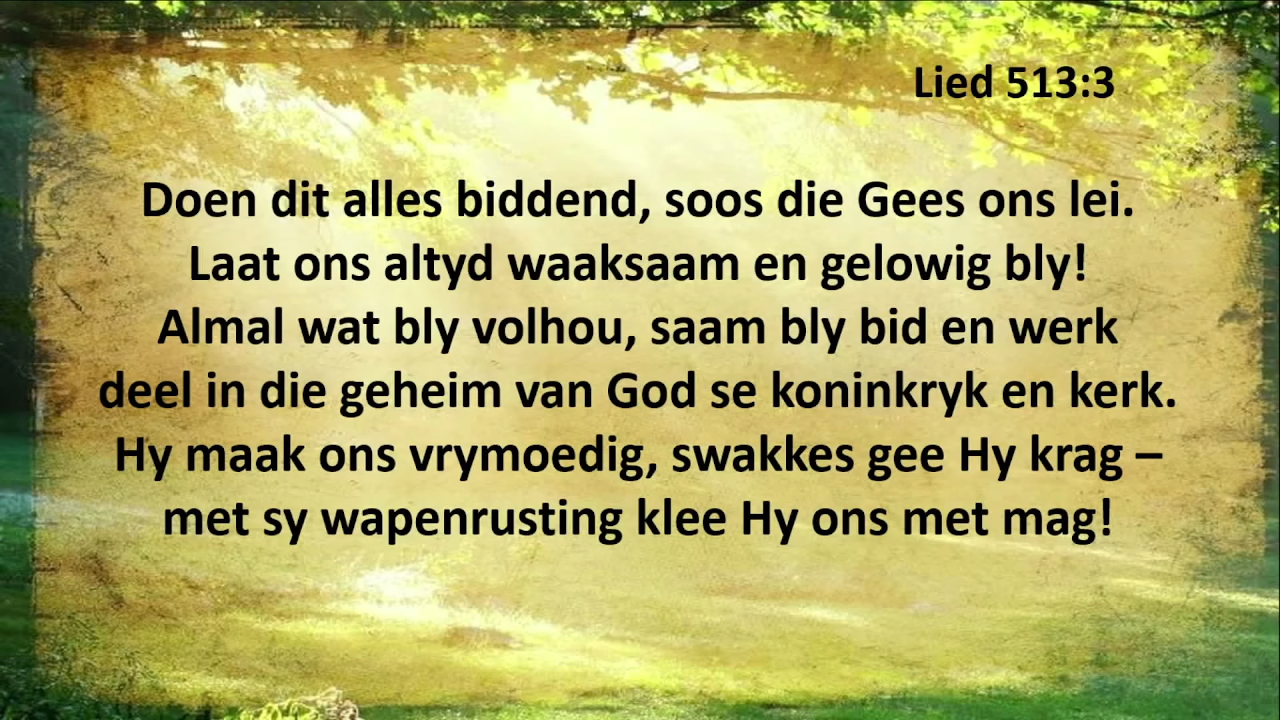 Lied 513:3
Doen dit alles biddend, soos die Gees ons lei.
Laat ons altyd waaksaam en gelowig bly!
Almal wat bly volhou, saam bly bid en werk
deel in die geheim van God se koninkryk en kerk.
Hy maak ons vrymoedig, swakkes gee Hy krag –
met sy wapenrusting klee Hy ons met mag!